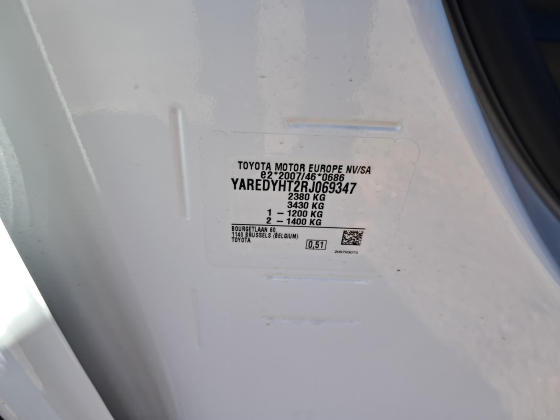 TOYOTA MOTOR EUROPE NV/SA
e2*2007/46*0686
YAREDYHT2RJ069347
2380 KG
3430 KG
1 - 1200 KG
2 - 1400 KG
BOURGETLAAN 60
1140 BRUSSELS (BELGIUM)
TOYOTA
0,51